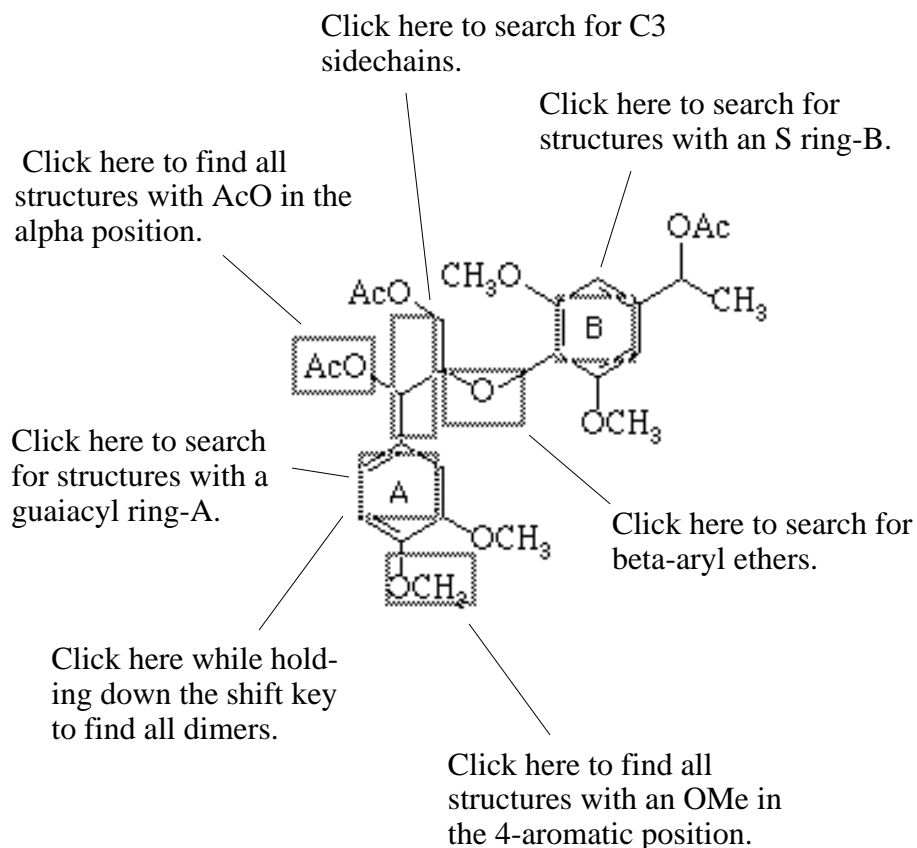 Click here to search for C3
sidechains.
Click here to search for
structures with an S ring-B.
Click here to find all
structures with AcO in the
alpha position.
OAc
CH3O
CH3
AcO
B
AcO
O
OCH3
Click here to search
for structures with a
guaiacyl ring-A.
A
OCH3
Click here to search for
beta-aryl ethers.
OCH3
Click here while hold-
ing down the shift key
to find all dimers.
Click here to find all
structures with an OMe in
the 4-aromatic position.